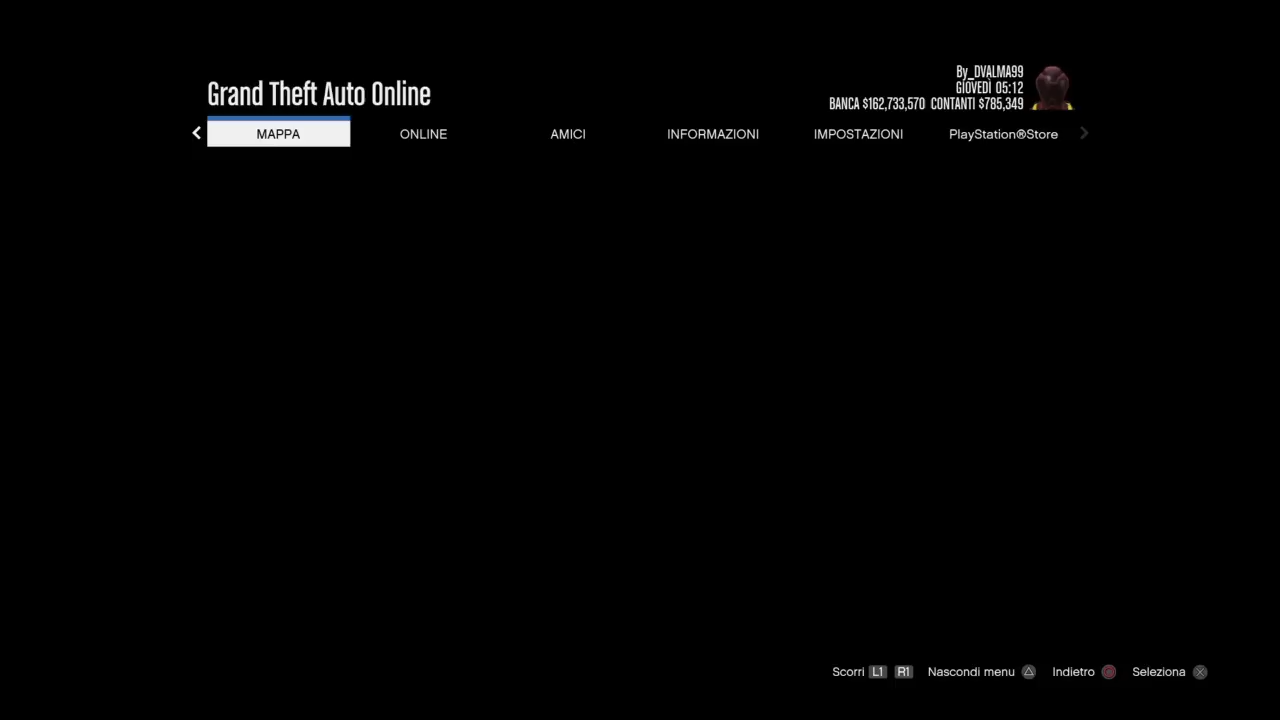 Grand Theft Auto Online
By_DVALMA99
GIOVEDÌ 05:12
BANCA $162,733,570 CONTANTI $785,349
MAPPA ONLINE AMICI INFORMAZIONI IMPOSTAZIONI PlayStation®Store
Scorri L1 R1 Nascondi menu Indietro Seleziona